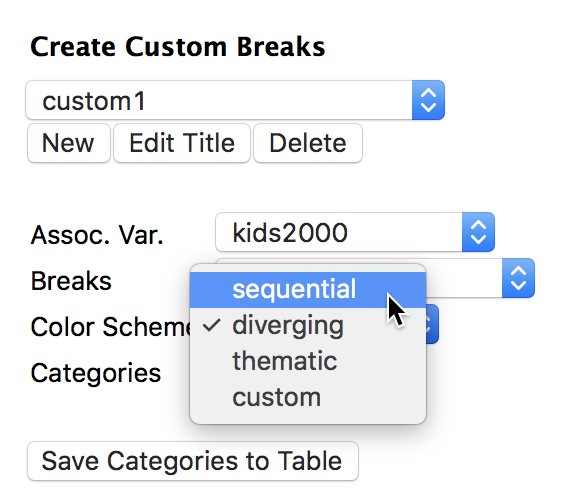 Create Custom Breaks
custom1
New Edit Title Delete
Assoc. Var. kids2000
Breaks
sequential
Color Scheme
diverging
thematic
Categories
custom
Save Categories to Table